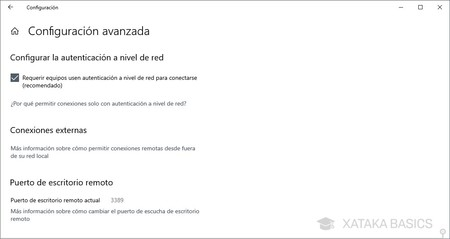 Configuración
Configuración avanzada
Configurar la autenticación a nivel de red
Requerir equipos usen autenticación a nivel de red para conectarse
(recomendado)
¿Por qué permitir conexiones solo con autenticación a nivel de red?
Conexiones externas
Más información sobre cómo permitir conexiones remotas desde fuera
de su red local
Puerto de escritorio remoto
Puerto de escritorio remoto actual 3389
Más información sobre cómo cambiar el puerto de escucha de escritorio
remoto
XATAKA BASICS